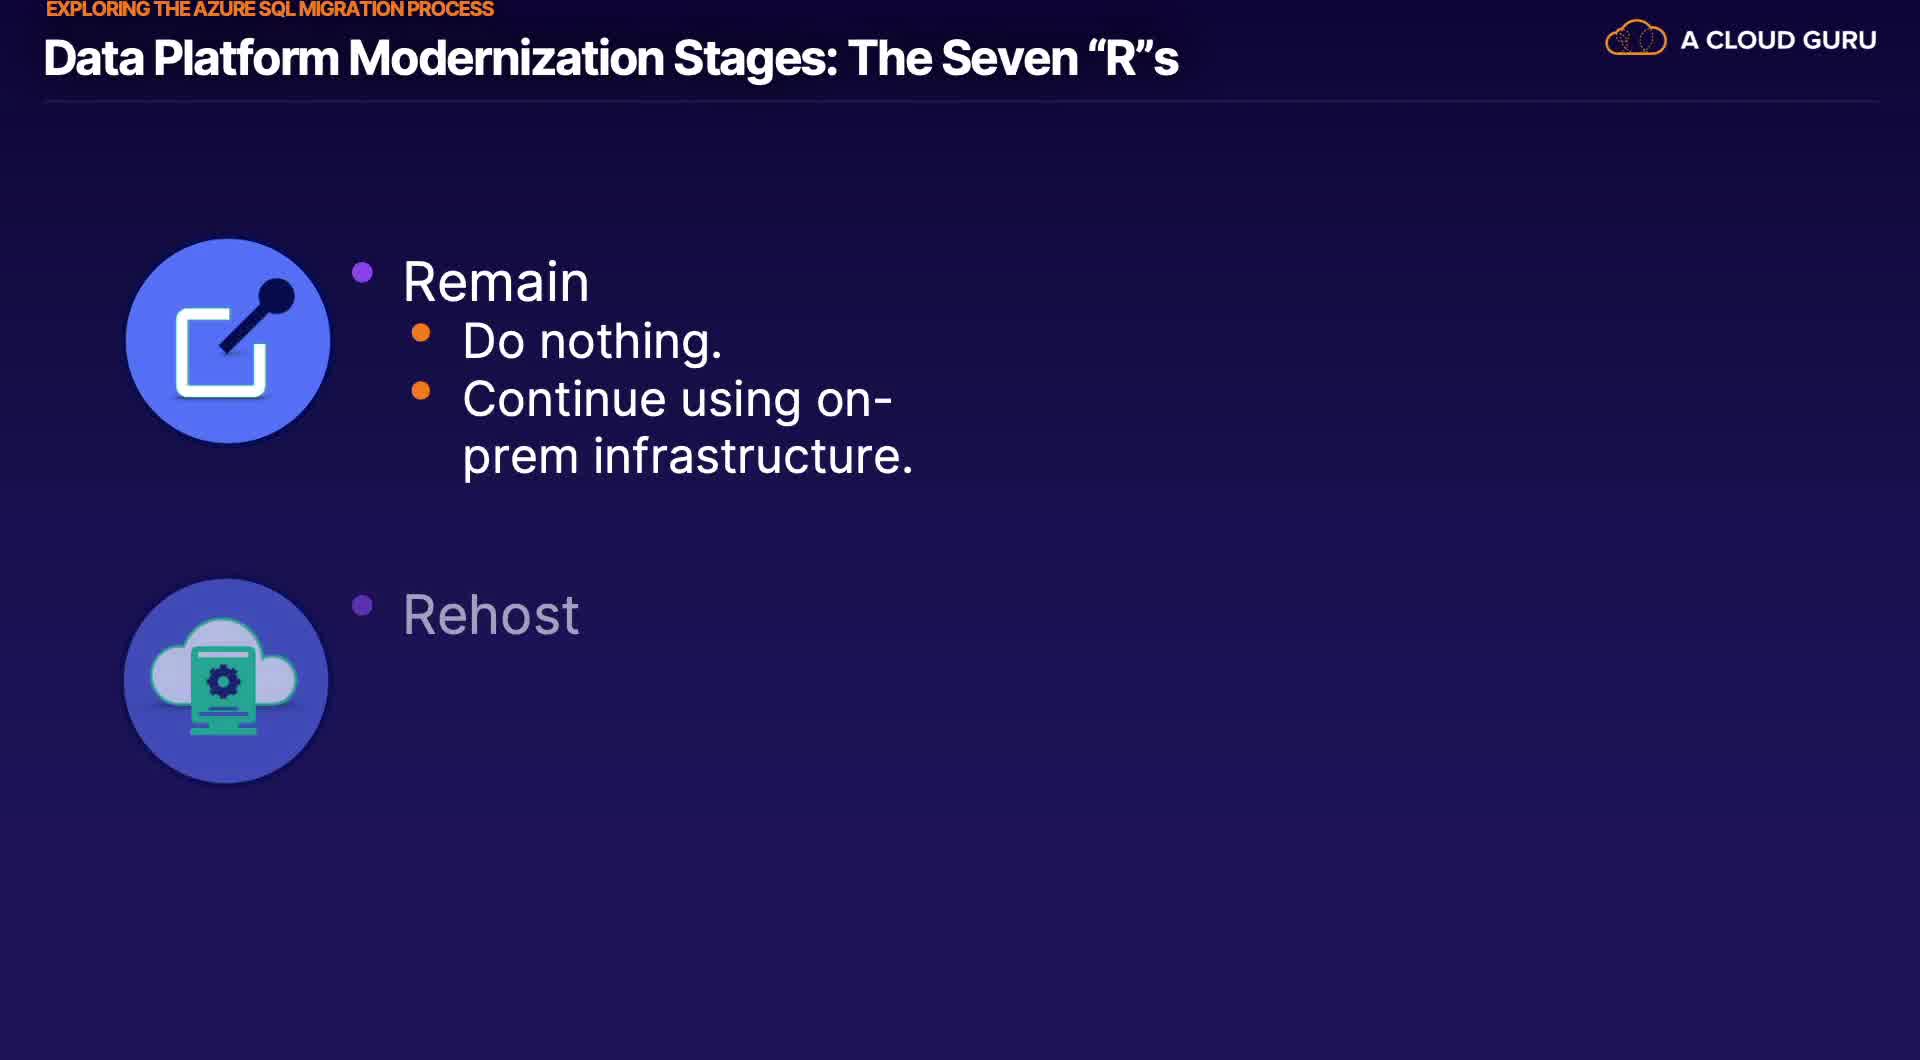 EXPLORING THE AZURE SQL MIGRATION PROCESS
Data Platform Modernization Stages: The Seven “R”s
A CLOUD GURU
Remain
Do nothing.
Continue using on-
prem infrastructure.
Rehost